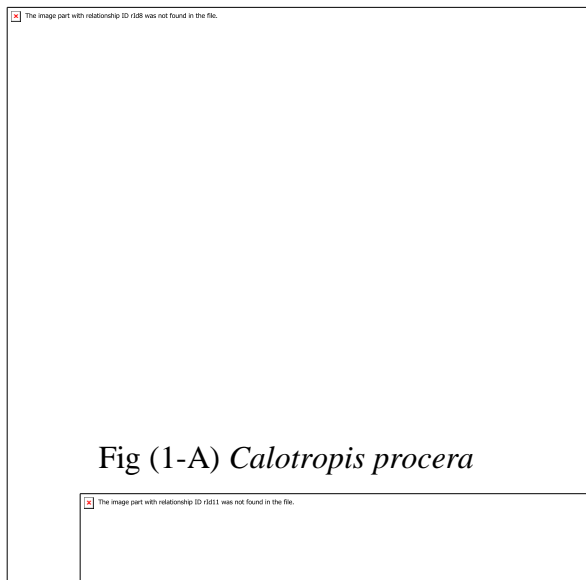 The image part with relationship ID rId8 was not found in the file.
Fig (1-A) Calotropis procera
The image part with relationship ID rId11 was not found in the file.